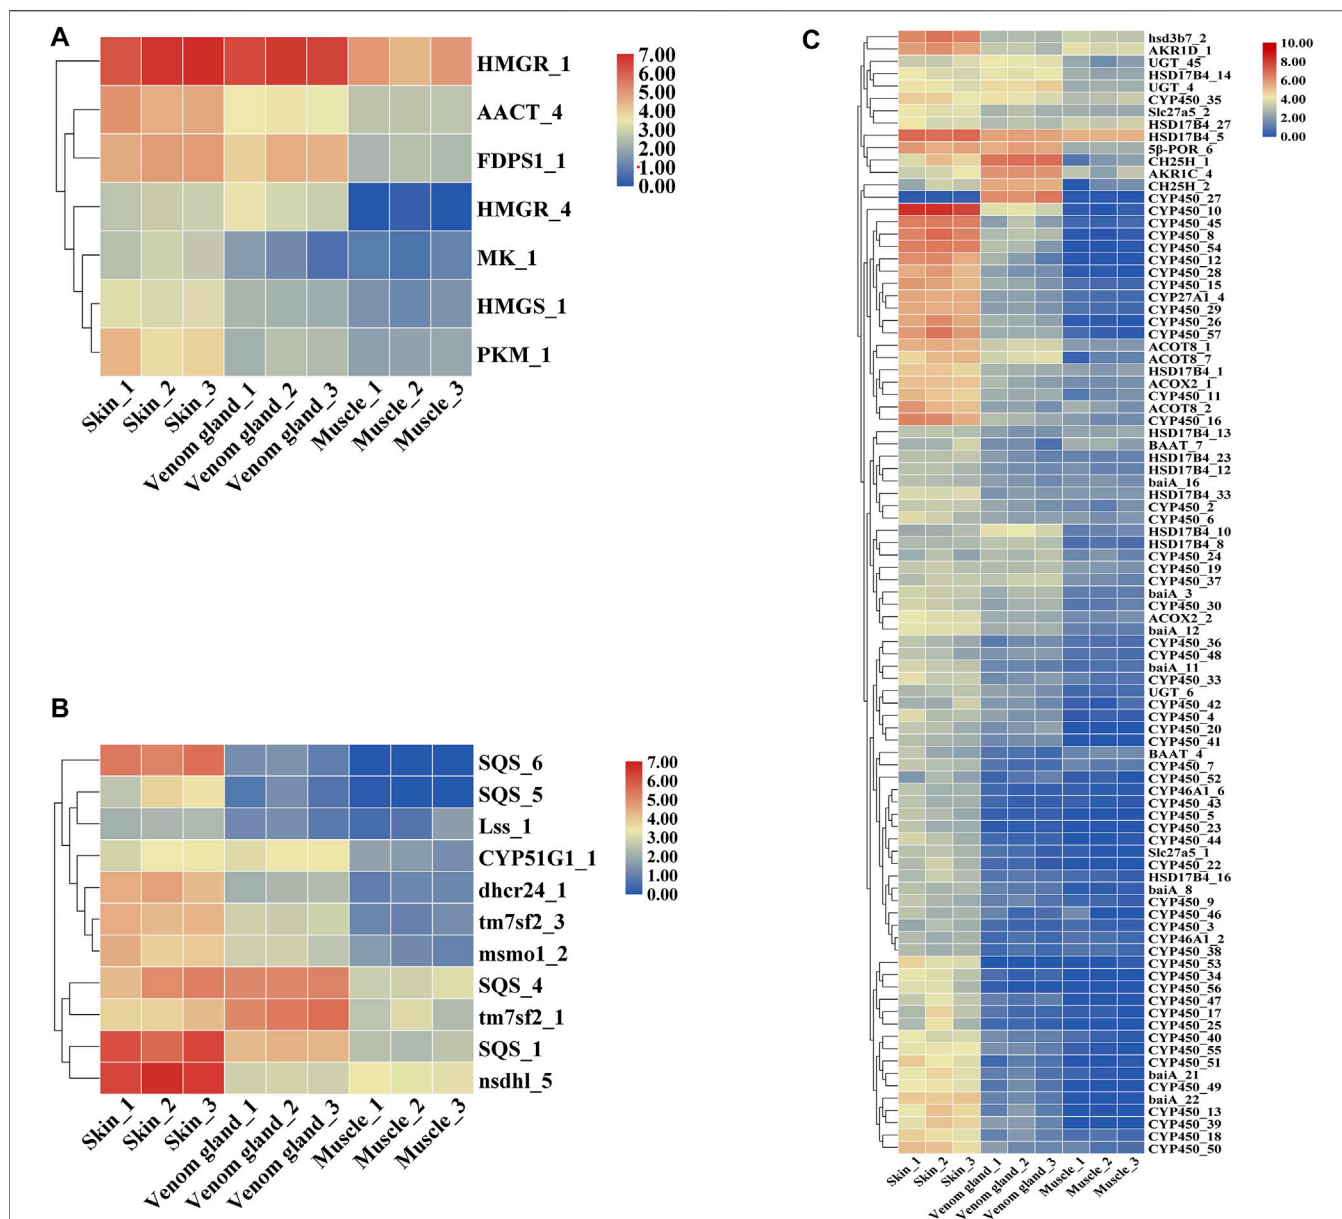 A
HMGR_1
AACT_4
FDPS1_1
HMGR_4
MK_1
HMGS_1
PKM_1
7.00
6.00
5.00
4.00
3.00
2.00
1.00
0.00
Skin_1
Skin_2
Skin_3
Venom gland_1
Venom gland_2
Venom gland_3
Muscle_1
Muscle_2
Muscle_3
B
SQS_6
SQS_5
Lss_1
CYP51G1_1
dhcr24_1
tm7sf2_3
msmo1_2
SQS_4
tm7sf2_1
SQS_1
nsdhl_5
7.00
6.00
5.00
4.00
3.00
2.00
1.00
0.00
Skin_1
Skin_2
Skin_3
Venom gland_1
Venom gland_2
Venom gland_3
Muscle_1
Muscle_2
Muscle_3
C
hsd3b7_2
AKR1D_1
UGT_45
HSD17B4_14
UGT_4
CYP450_35
Slc27a5_2
HSD17B4_27
HSD17B4_5
5β-POR_6
CH25H_1
AKR1C_4
CH25H_2
CYP450_27
CYP450_10
CYP450_45
CYP450_8
CYP450_54
CYP450_12
CYP450_28
CYP450_15
CYP27A1_4
CYP450_29
CYP450_26
CYP450_57
ACOT8_1
ACOT8_7
HSD17B4_1
ACOX2_1
CYP450_11
ACOT8_2
CYP450_16
HSD17B4_13
BAAT_7
HSD17B4_23
HSD17B4_12
baiA_16
HSD17B4_33
CYP450_2
CYP450_6
HSD17B4_10
HSD17B4_8
CYP450_24
CYP450_19
CYP450_37
baiA_3
CYP450_30
ACOX2_2
baiA_12
CYP450_36
CYP450_48
baiA_11
CYP450_33
UGT_6
CYP450_42
CYP450_4
CYP450_20
CYP450_41
BAAT_4
CYP450_7
CYP450_52
CYP46A1_6
CYP450_43
CYP450_5
CYP450_23
CYP450_44
Slc27a5_1
CYP450_22
HSD17B4_16
baiA_8
CYP450_9
CYP450_46
CYP450_3
CYP46A1_2
CYP450_38
CYP450_53
CYP450_34
CYP450_56
CYP450_47
CYP450_17
CYP450_25
CYP450_40
CYP450_55
CYP450_51
baiA_21
CYP450_49
baiA_22
CYP450_13
CYP450_39
CYP450_18
CYP450_50
10.00
8.00
6.00
4.00
2.00
0.00
Skin_1
Skin_2
Skin_3
Venom gland_1
Venom gland_2
Venom gland_3
Muscle_1
Muscle_2
Muscle_3